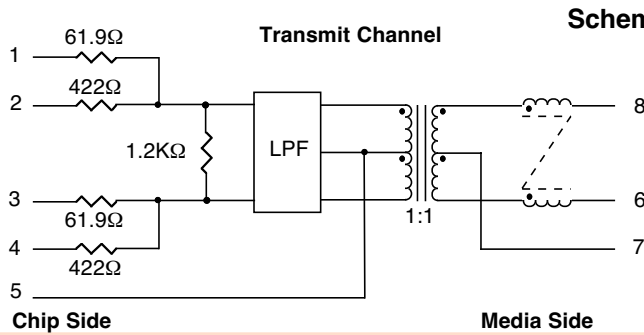 Schem
Transmit Channel
61.9Ω
1
422Ω
2
8
1.2KΩ
LPF
3
61.9Ω
6
1:1
4
7
422Ω
5
Chip Side
Media Side